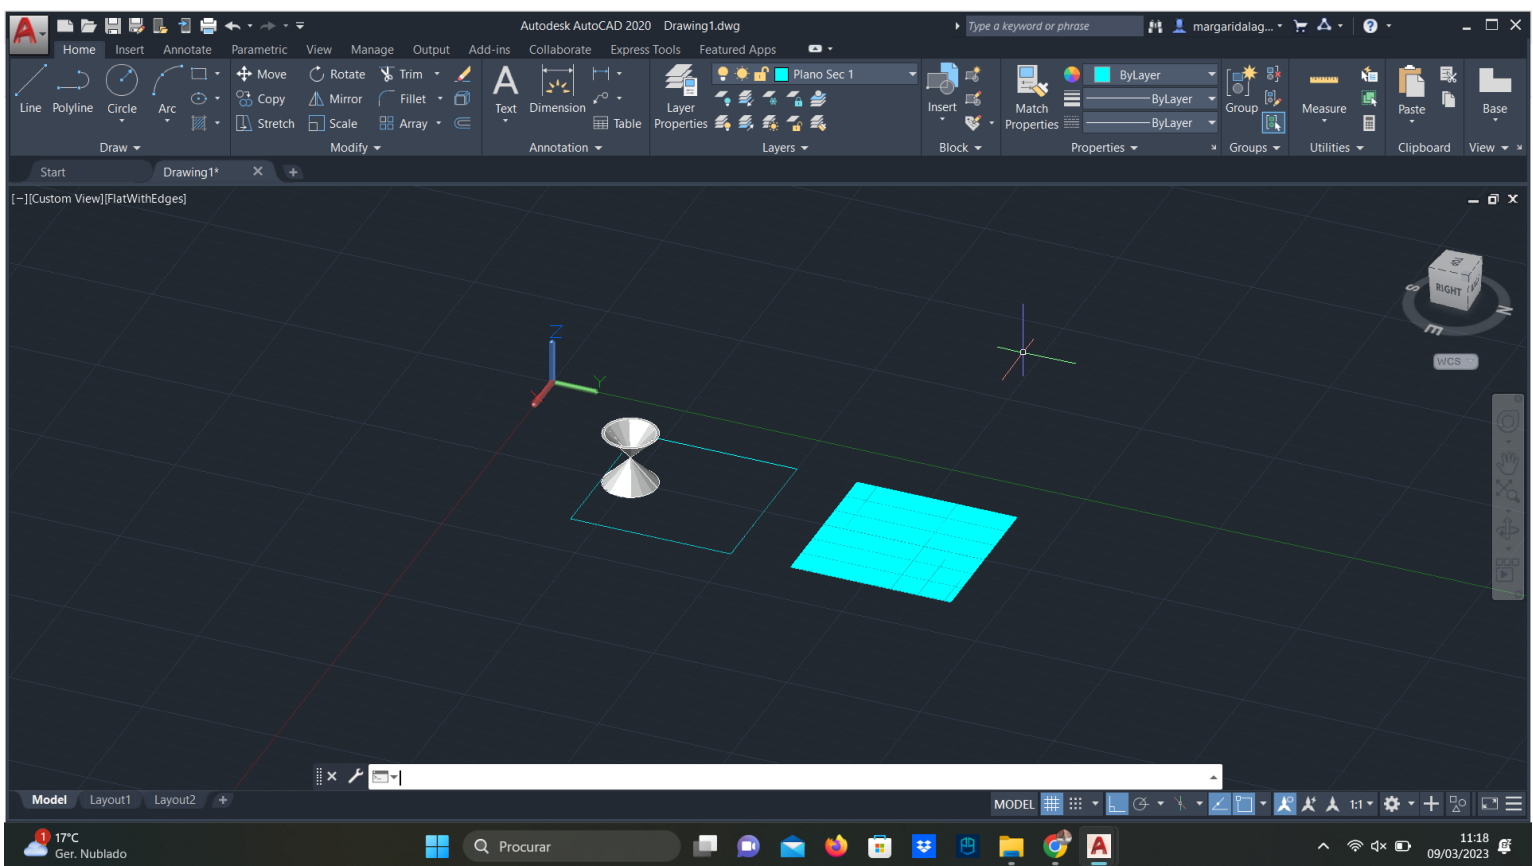 Autodesk AutoCAD 2020 Drawing1.dwg
Type a keyword or phrase
margaridalag...
Home Insert Annotate Parametric View Manage Output Add-ins Collaborate Express Tools Featured Apps
Line Polyline Circle Arc
Move Rotate Trim
Copy Mirror Fillet
Stretch Scale Array
Text Dimension Table
Layer
Properties
Plano Sec 1
Insert
Match
Properties
ByLayer
ByLayer
ByLayer
Group
Measure
Paste
Base
Draw Modify Annotation Layers Block Properties Groups Utilities Clipboard View
Start Drawing1*
[−][Custom View][FlatWithEdges]
TOP
RIGHT
S
N
E
WCS
Z
Y
X
Model Layout1 Layout2
MODEL
1:1
1
17°C
Ger. Nublado
Procurar
11:18
09/03/2023